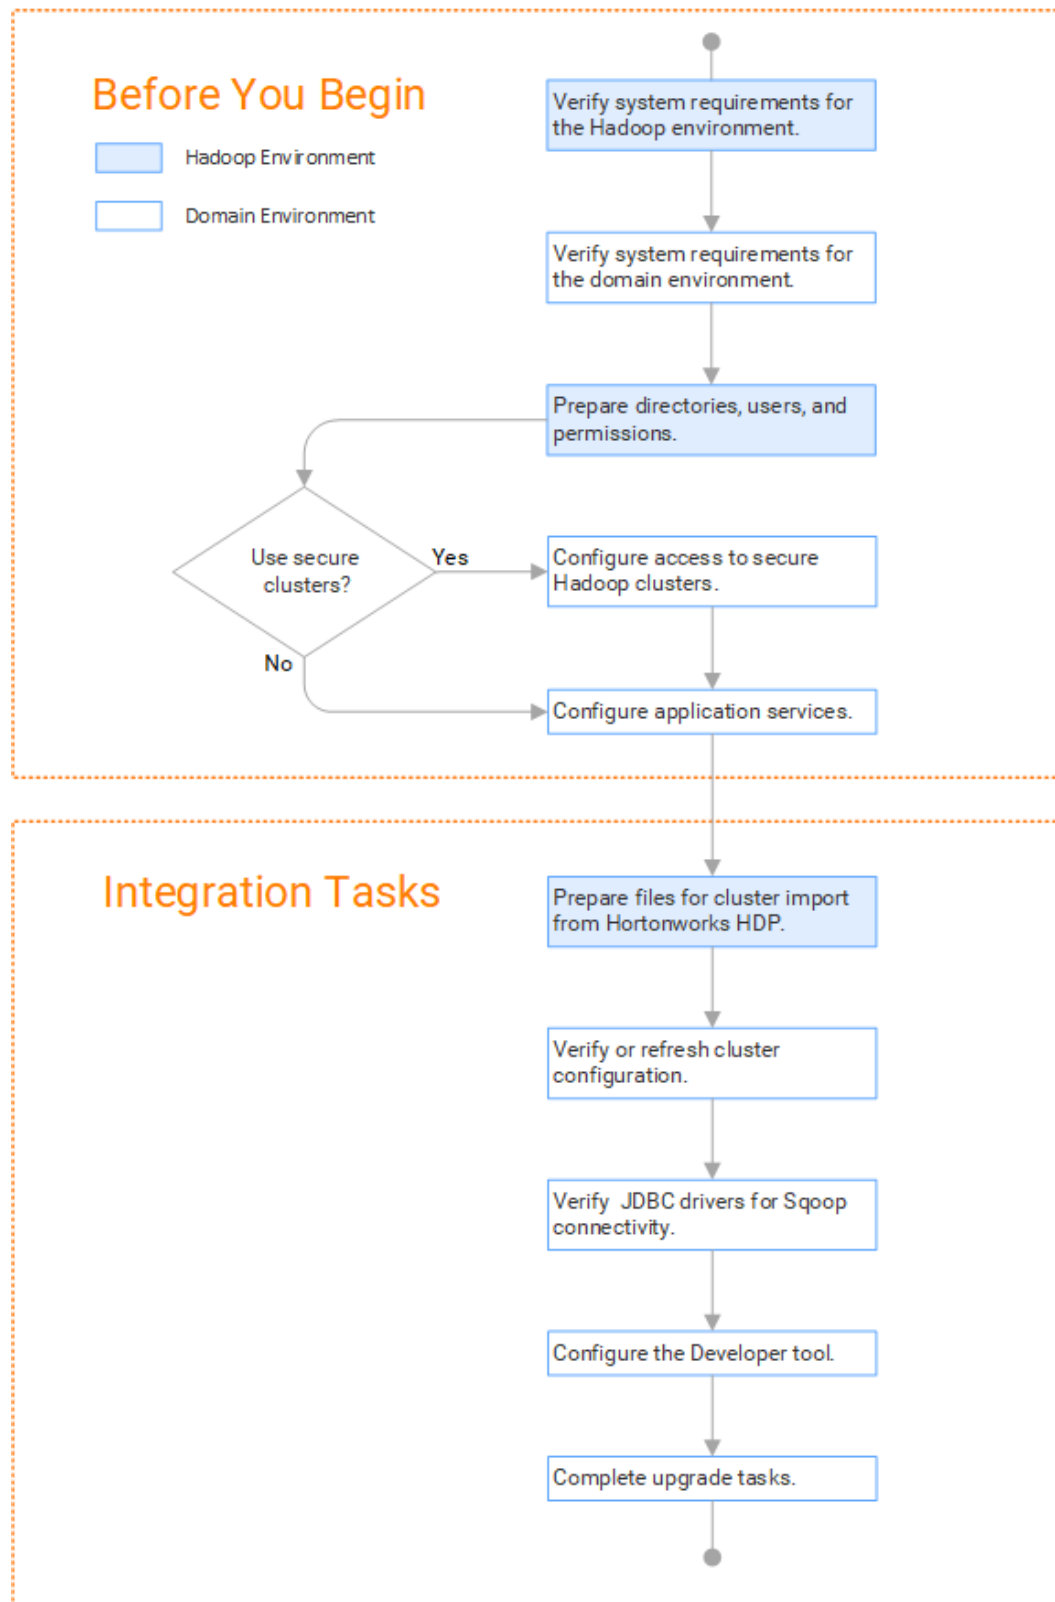 Before You Begin
Hadoop Environment
Domain Environment
Verify system requirements for
the Hadoop environment.
Verify system requirements for
the domain environment.
Prepare directories, users, and
permissions.
Use secure
clusters?
Yes
No
Configure access to secure
Hadoop clusters.
Configure application services.
Integration Tasks
Prepare files for cluster import
from Hortonworks HDP.
Verify or refresh cluster
configuration.
Verify JDBC drivers for Sqoop
connectivity.
Configure the Developer tool.
Complete upgrade tasks.